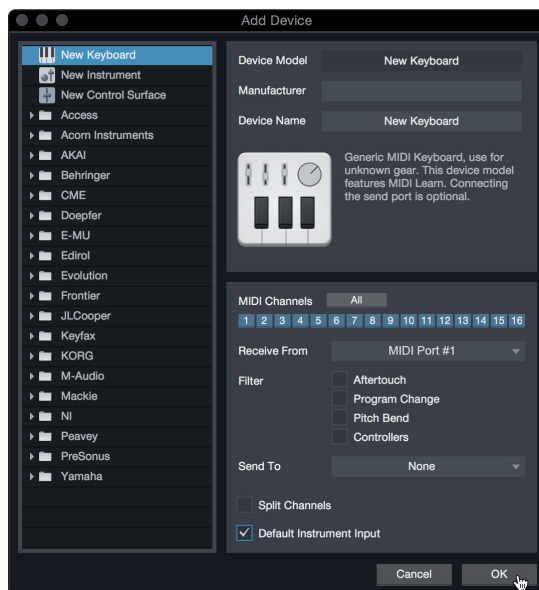 Add Device
New Keyboard
New Instrument
New Control Surface
Access
Acorn Instruments
AKAI
Behringer
CME
Doepfer
E-MU
Edirol
Evolution
Frontier
JLCooper
Keyfax
KORG
M-Audio
Mackie
NI
Peavey
PreSonus
Yamaha
Device Model New Keyboard
Manufacturer
Device Name New Keyboard
Generic MIDI Keyboard, use for
unknown gear. This device model
features MIDI Learn. Connecting
the send port is optional.
MIDI Channels All
1 2 3 4 5 6 7 8 9 10 11 12 13 14 15 16
Receive From MIDI Port #1
Filter Aftertouch
Program Change
Pitch Bend
Controllers
Send To None
Split Channels
Default Instrument Input
Cancel OK